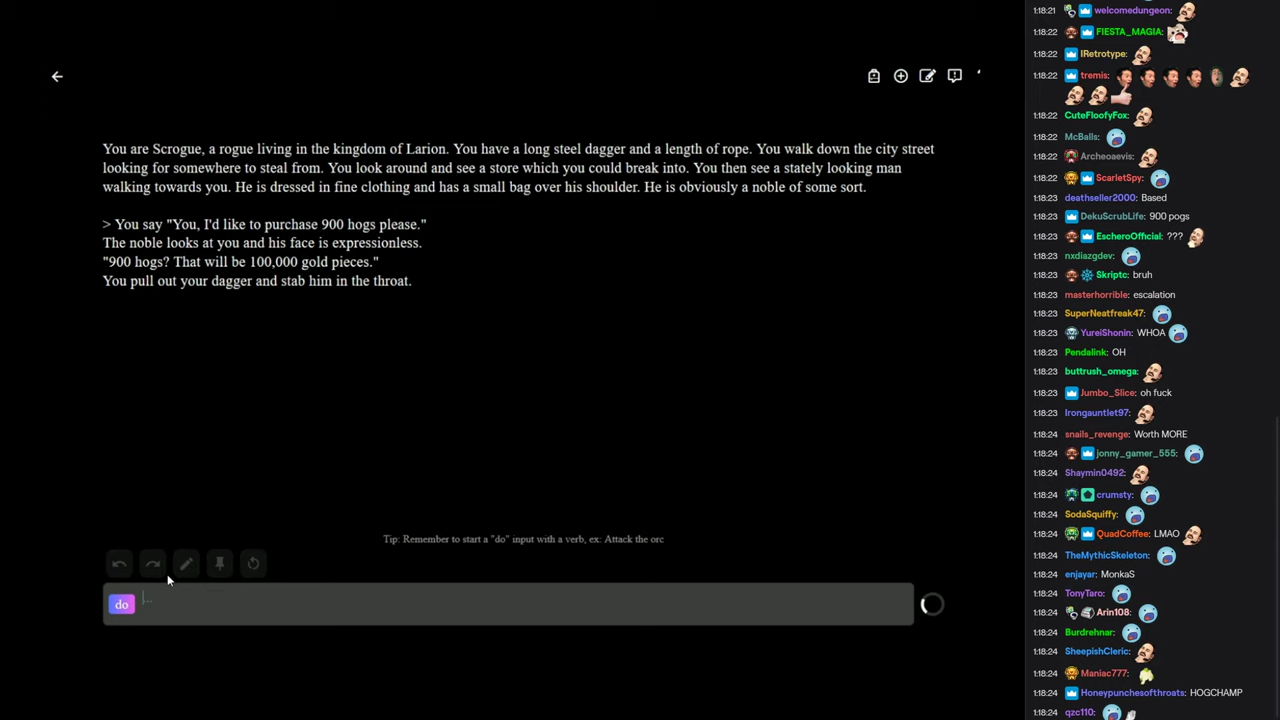 You are Scrogue, a rogue living in the kingdom of Larion. You have a long steel dagger and a length of rope. You walk down the city street
looking for somewhere to steal from. You look around and see a store which you could break into. You then see a stately looking man
walking towards you. He is dressed in fine clothing and has a small bag over his shoulder. He is obviously a noble of some sort.
> You say "You, I'd like to purchase 900 hogs please."
The noble looks at you and his face is expressionless.
"900 hogs? That will be 100,000 gold pieces."
You pull out your dagger and stab him in the throat.
Tip: Remember to start a "do" input with a verb, ex: Attack the orc
do ...
1:18:21 welcomedungeon:
1:18:22 FIESTA_MAGIA:
1:18:22 IRetrotype:
1:18:22 tremis:
1:18:22 CuteFloofyFox:
1:18:22 McBalls:
1:18:22 Archeoaevis:
1:18:22 ScarletSpy:
1:18:23 deathseller2000: Based
1:18:23 DekuScrubLife: 900 pogs
1:18:23 EscheroOfficial: ???
1:18:23 nxdiazgdev:
1:18:23 Skriptc: bruh
1:18:23 masterhorrible: escalation
1:18:23 SuperNeatfreak47:
1:18:23 YureiShonin: WHOA
1:18:23 Pendalink: OH
1:18:23 buttrush_omega:
1:18:23 Jumbo_Slice: oh fuck
1:18:23 Irongauntlet97:
1:18:24 snails_revenge: Worth MORE
1:18:24 jonny_gamer_555:
1:18:24 Shaymin0492:
1:18:24 crumsty:
1:18:24 SodaSquiffy:
1:18:24 QuadCoffee: LMAO
1:18:24 TheMythicSkeleton:
1:18:24 enjayar: MonkaS
1:18:24 TonyTaro:
1:18:24 Arin108:
1:18:24 Burdrehnar:
1:18:24 SheepishCleric:
1:18:24 Maniac777:
1:18:24 Honeypunchesofthroats: HOGCHAMP
1:18:24 qzc110: